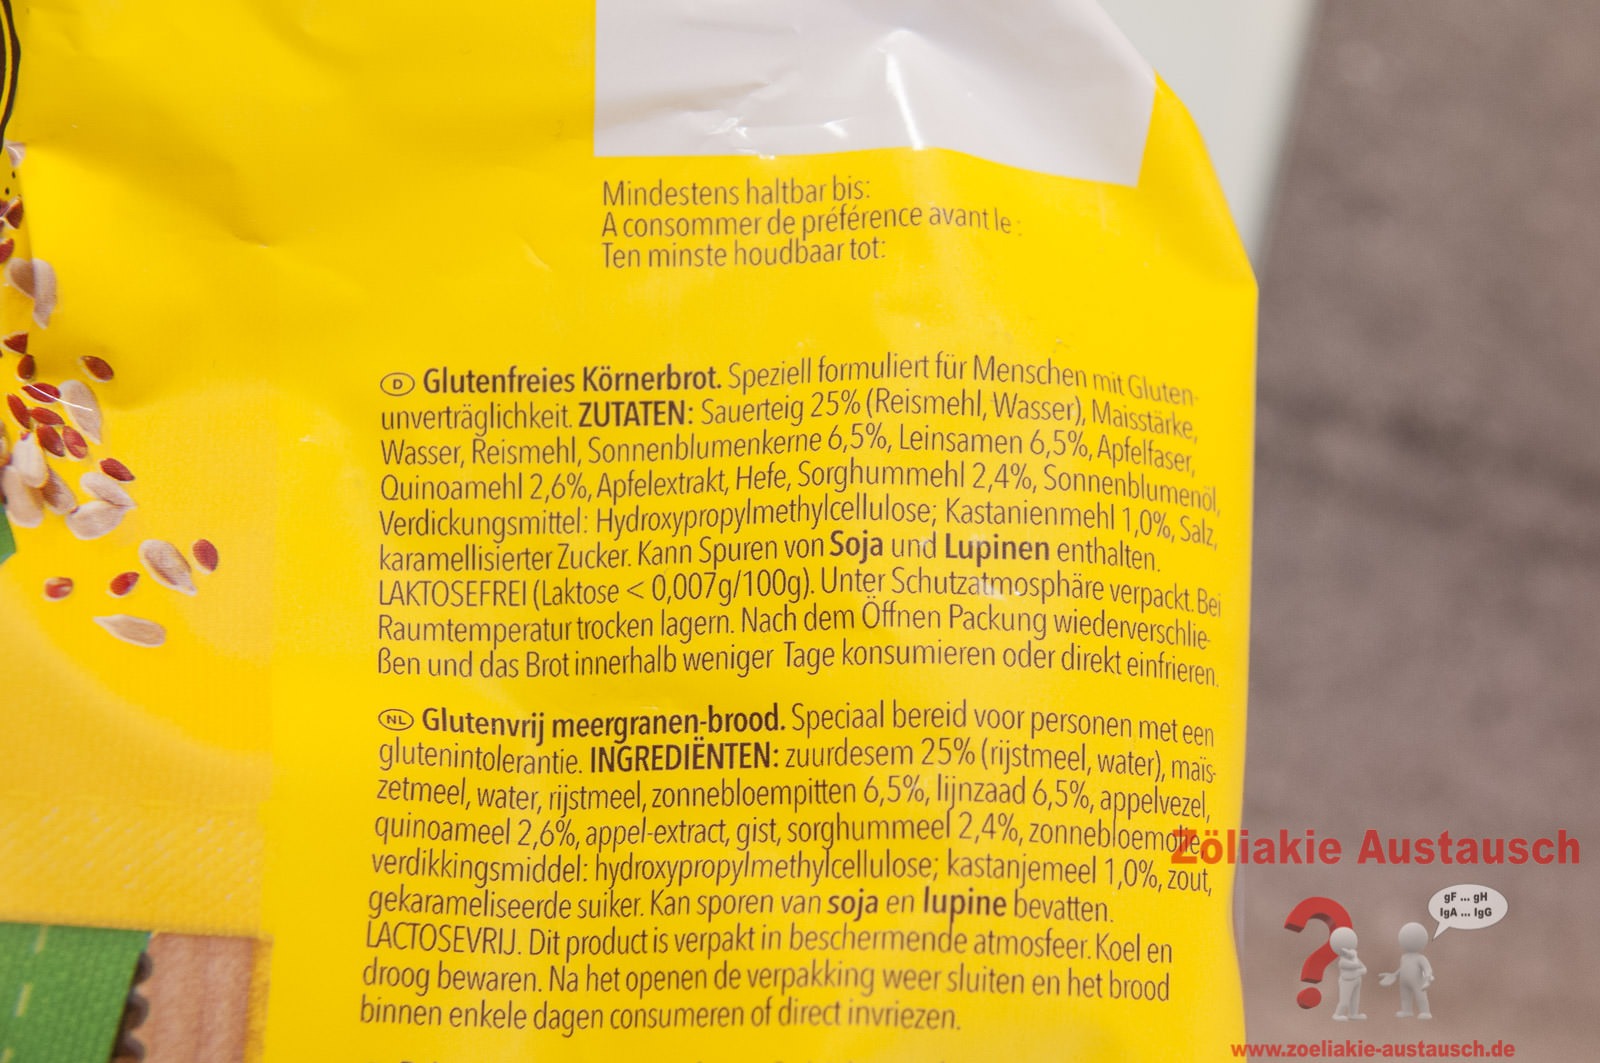 Mindestens haltbar bis:
A consommer de préférence avant le :
Ten minste houdbaar tot:
D Glutenfreies Körnerbrot. Speziell formuliert für Menschen mit Gluten-
unverträglichkeit. ZUTATEN: Sauerteig 25% (Reismehl, Wasser), Maisstärke,
Wasser, Reismehl, Sonnenblumenkerne 6,5%, Leinsamen 6,5%, Apfelfaser,
Quinoamehl 2,6%, Apfelextrakt, Hefe, Sorghummehl 2,4%, Sonnenblumenöl,
Verdickungsmittel: Hydroxypropylmethylcellulose; Kastanienmehl 1,0%, Salz,
karamellisierter Zucker. Kann Spuren von Soja und Lupinen enthalten.
LAKTOSEFREI (Laktose < 0,007g/100g). Unter Schutzatmosphäre verpackt. Bei
Raumtemperatur trocken lagern. Nach dem Öffnen Packung wiederverschlie-
ßen und das Brot innerhalb weniger Tage konsumieren oder direkt einfrieren.
NL Glutenvrij meergranen-brood. Speciaal bereid voor personen met een
glutenintolerantie. INGREDIËNTEN: zuurdesem 25% (rijstmeel, water), maïs-
zetmeel, water, rijstmeel, zonnebloempitten 6,5%, lijnzaad 6,5%, appelvezel,
quinoameel 2,6%, appel-extract, gist, sorghummeel 2,4%, zonnebloemolie,
verdikkingsmiddel: hydroxypropylmethylcellulose; kastanjemeel 1,0%, zout,
gekarameliseerde suiker. Kan sporen van soja en lupine bevatten.
LACTOSEVRIJ. Dit product is verpakt in beschermende atmosfeer. Koel en
droog bewaren. Na het openen de verpakking weer sluiten en het brood
binnen enkele dagen consumeren of direct invriezen.
Zöliakie Austausch
gF ... gH
IgA ... IgG
www.zoeliakie-austausch.de